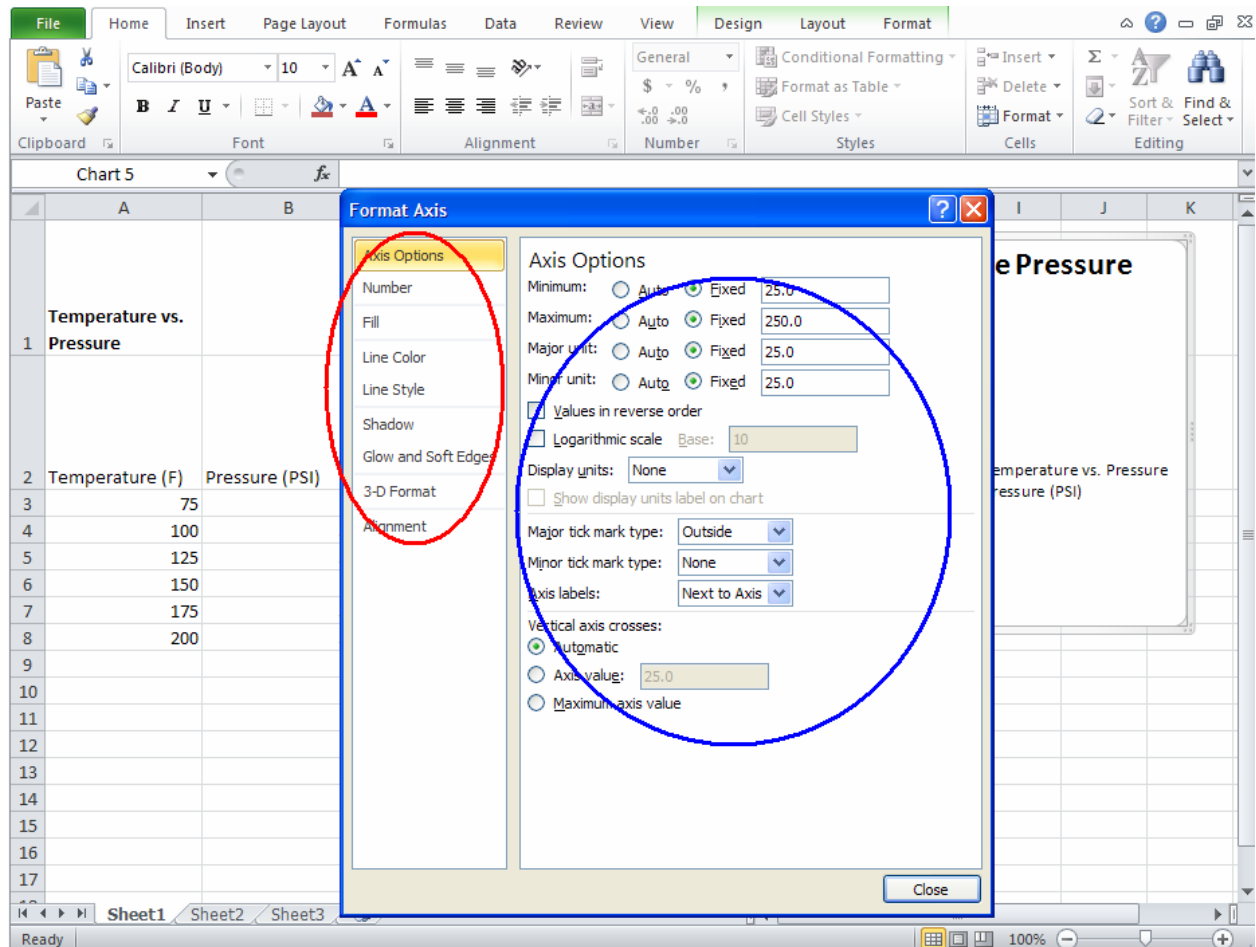 File Home Insert Page Layout Formulas Data Review View Design Layout Format
Calibri (Body) 10 A A General Conditional Formatting Insert Σ
Paste B I U A $ % , Format as Table Delete Sort & Filter Find & Select
.0 .00 .00 .0 Cell Styles Format
Clipboard Font Alignment Number Styles Cells Editing
Chart 5 fx
A B I J K
Format Axis
Axis Options
Number
Fill
Line Color
Line Style
Shadow
Glow and Soft Edges
3-D Format
Alignment
Axis Options
Minimum: Auto Fixed 25.0
Maximum: Auto Fixed 250.0
Major unit: Auto Fixed 25.0
Minor unit: Auto Fixed 25.0
Values in reverse order
Logarithmic scale Base: 10
Display units: None
Show display units label on chart
Major tick mark type: Outside
Minor tick mark type: None
Axis labels: Next to Axis
Vertical axis crosses:
Automatic
Axis value: 25.0
Maximum axis value
Close
e Pressure
emperature vs. Pressure
ressure (PSI)
Temperature vs.
1 Pressure
2 Temperature (F) Pressure (PSI)
3 75
4 100
5 125
6 150
7 175
8 200
9
10
11
12
13
14
15
16
17
Sheet1 Sheet2 Sheet3
Ready 100%